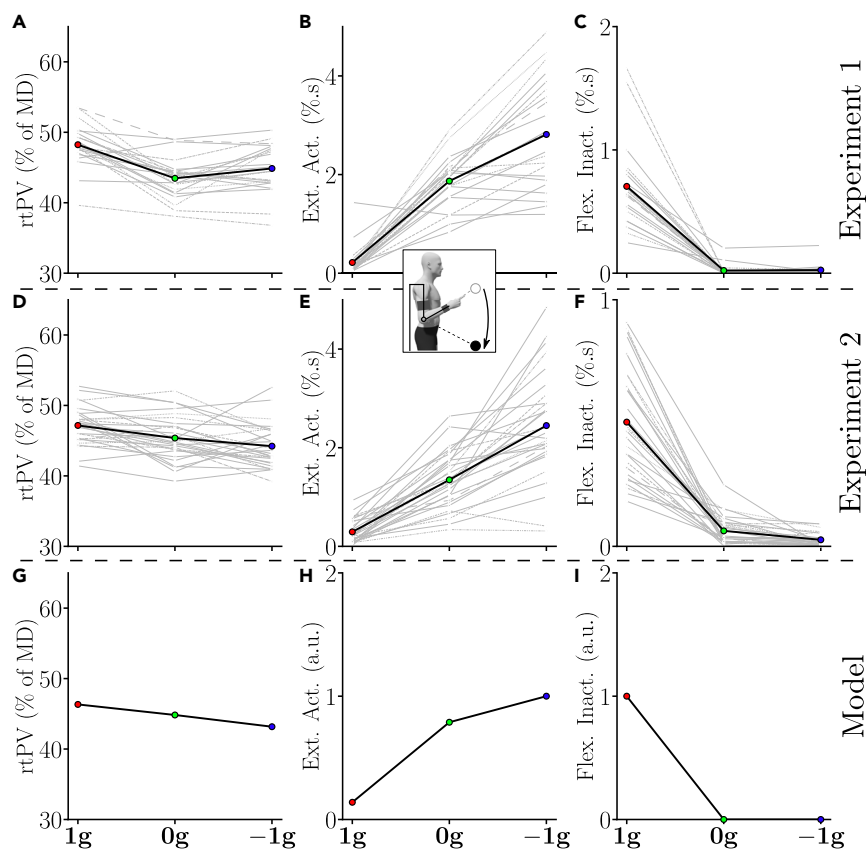 A
B
C
rtPV (% of MD)
60
50
40
30
Ext. Act. (%.s)
4
2
0
Flex. Inact. (%.s)
2
1
0
Experiment 1
D
E
F
rtPV (% of MD)
60
50
40
30
Ext. Act. (%.s)
4
2
0
Flex. Inact. (%.s)
1
0
Experiment 2
G
H
I
rtPV (% of MD)
60
50
40
30
Ext. Act. (a.u.)
2
1
0
Flex. Inact. (a.u.)
2
1
0
Model
1g 0g −1g
1g 0g −1g
1g 0g −1g